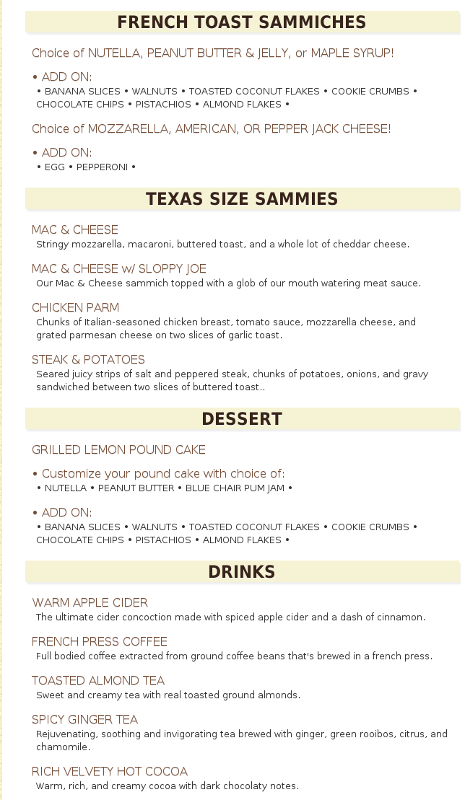 FRENCH TOAST SAMMICHES
Choice of NUTELLA, PEANUT BUTTER & JELLY, or MAPLE SYRUP!
• ADD ON:
• BANANA SLICES • WALNUTS • TOASTED COCONUT FLAKES • COOKIE CRUMBS •
CHOCOLATE CHIPS • PISTACHIOS • ALMOND FLAKES •
Choice of MOZZARELLA, AMERICAN, OR PEPPER JACK CHEESE!
• ADD ON:
• EGG • PEPPERONI •
TEXAS SIZE SAMMIES
MAC & CHEESE
Stringy mozzarella, macaroni, buttered toast, and a whole lot of cheddar cheese.
MAC & CHEESE w/ SLOPPY JOE
Our Mac & Cheese sammich topped with a glob of our mouth watering meat sauce.
CHICKEN PARM
Chunks of Italian-seasoned chicken breast, tomato sauce, mozzarella cheese, and
grated parmesan cheese on two slices of garlic toast.
STEAK & POTATOES
Seared juicy strips of salt and peppered steak, chunks of potatoes, onions, and gravy
sandwiched between two slices of buttered toast..
DESSERT
GRILLED LEMON POUND CAKE
• Customize your pound cake with choice of:
• NUTELLA • PEANUT BUTTER • BLUE CHAIR PUM JAM •
• ADD ON:
• BANANA SLICES • WALNUTS • TOASTED COCONUT FLAKES • COOKIE CRUMBS •
CHOCOLATE CHIPS • PISTACHIOS • ALMOND FLAKES •
DRINKS
WARM APPLE CIDER
The ultimate cider concoction made with spiced apple cider and a dash of cinnamon.
FRENCH PRESS COFFEE
Full bodied coffee extracted from ground coffee beans that's brewed in a french press.
TOASTED ALMOND TEA
Sweet and creamy tea with real toasted ground almonds.
SPICY GINGER TEA
Rejuvenating, soothing and invigorating tea brewed with ginger, green rooibos, citrus, and
chamomile.
RICH VELVETY HOT COCOA
Warm, rich, and creamy cocoa with dark chocolaty notes.